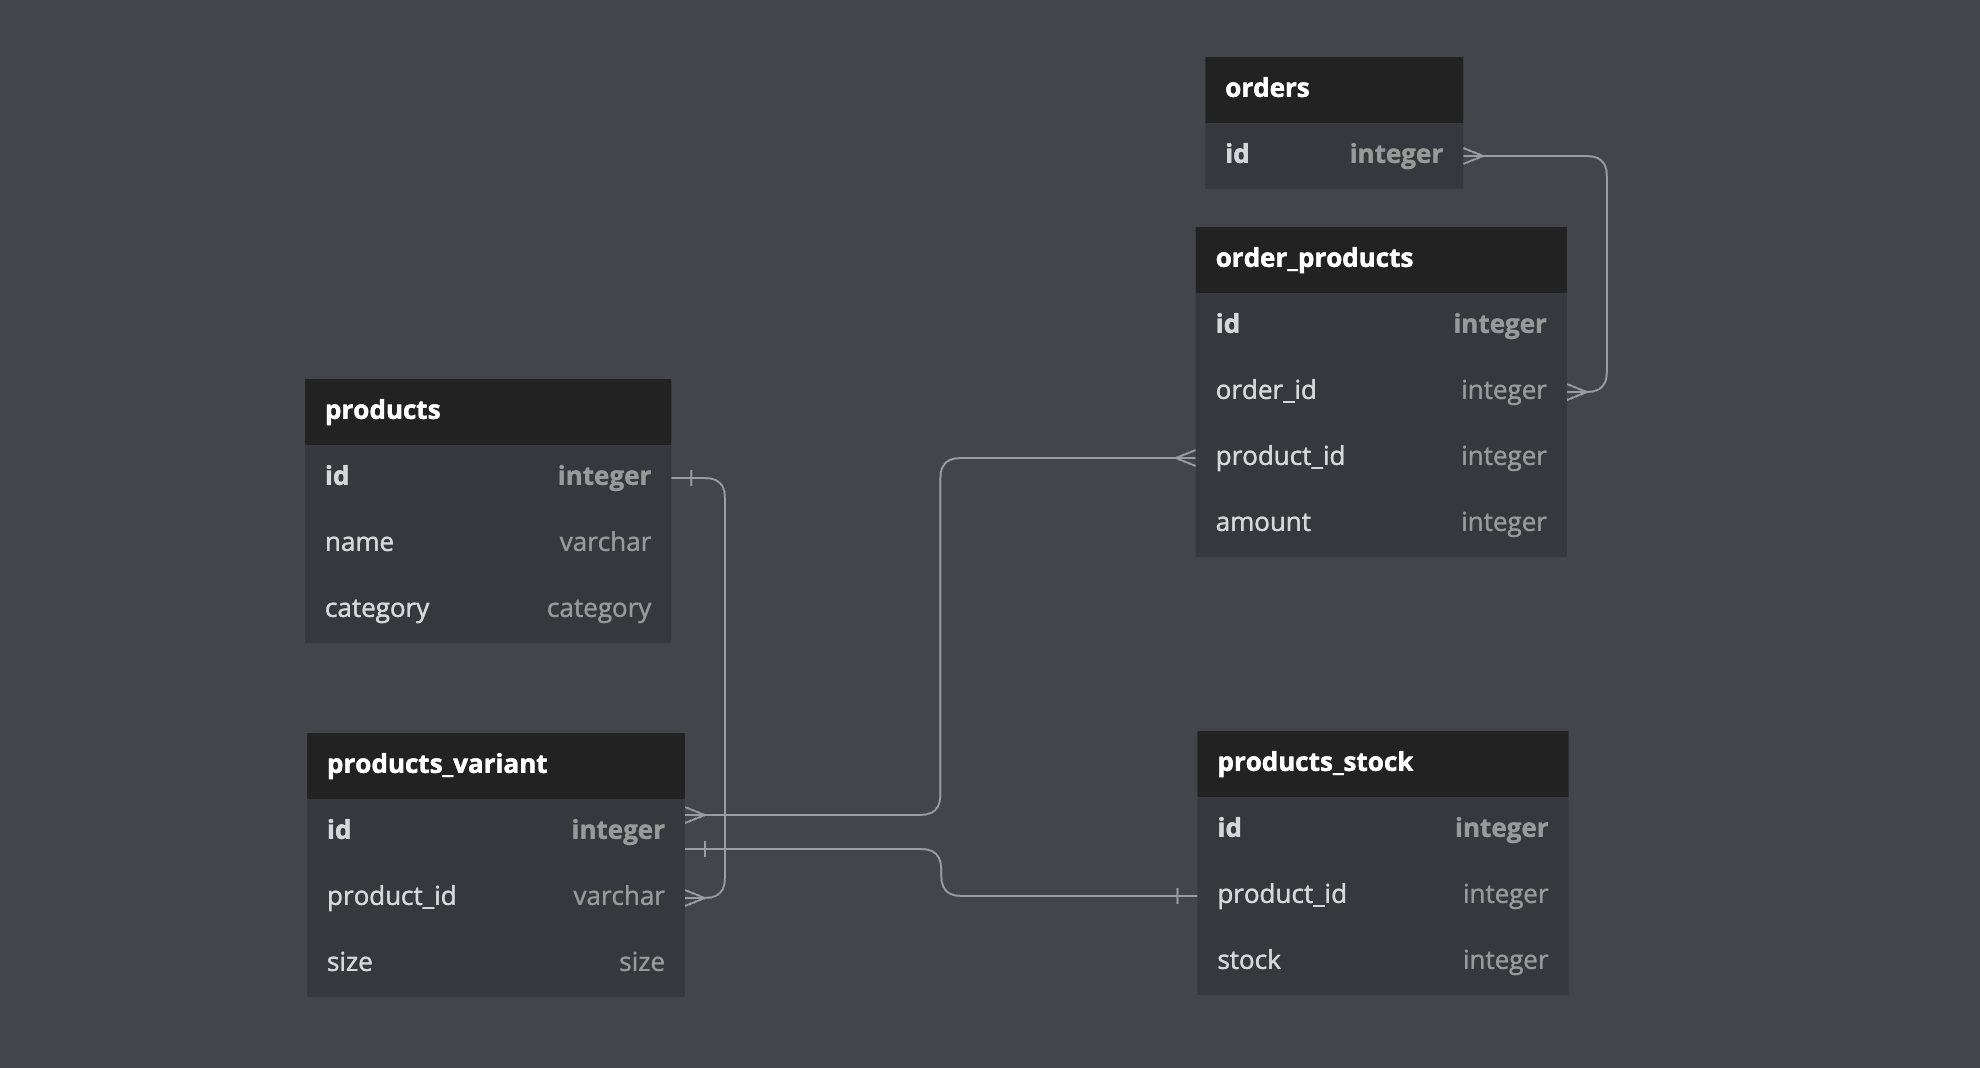 orders
id integer
order_products
id integer
order_id integer
product_id integer
amount integer
products
id integer
name varchar
category category
products_variant
id integer
product_id varchar
size size
products_stock
id integer
product_id integer
stock integer